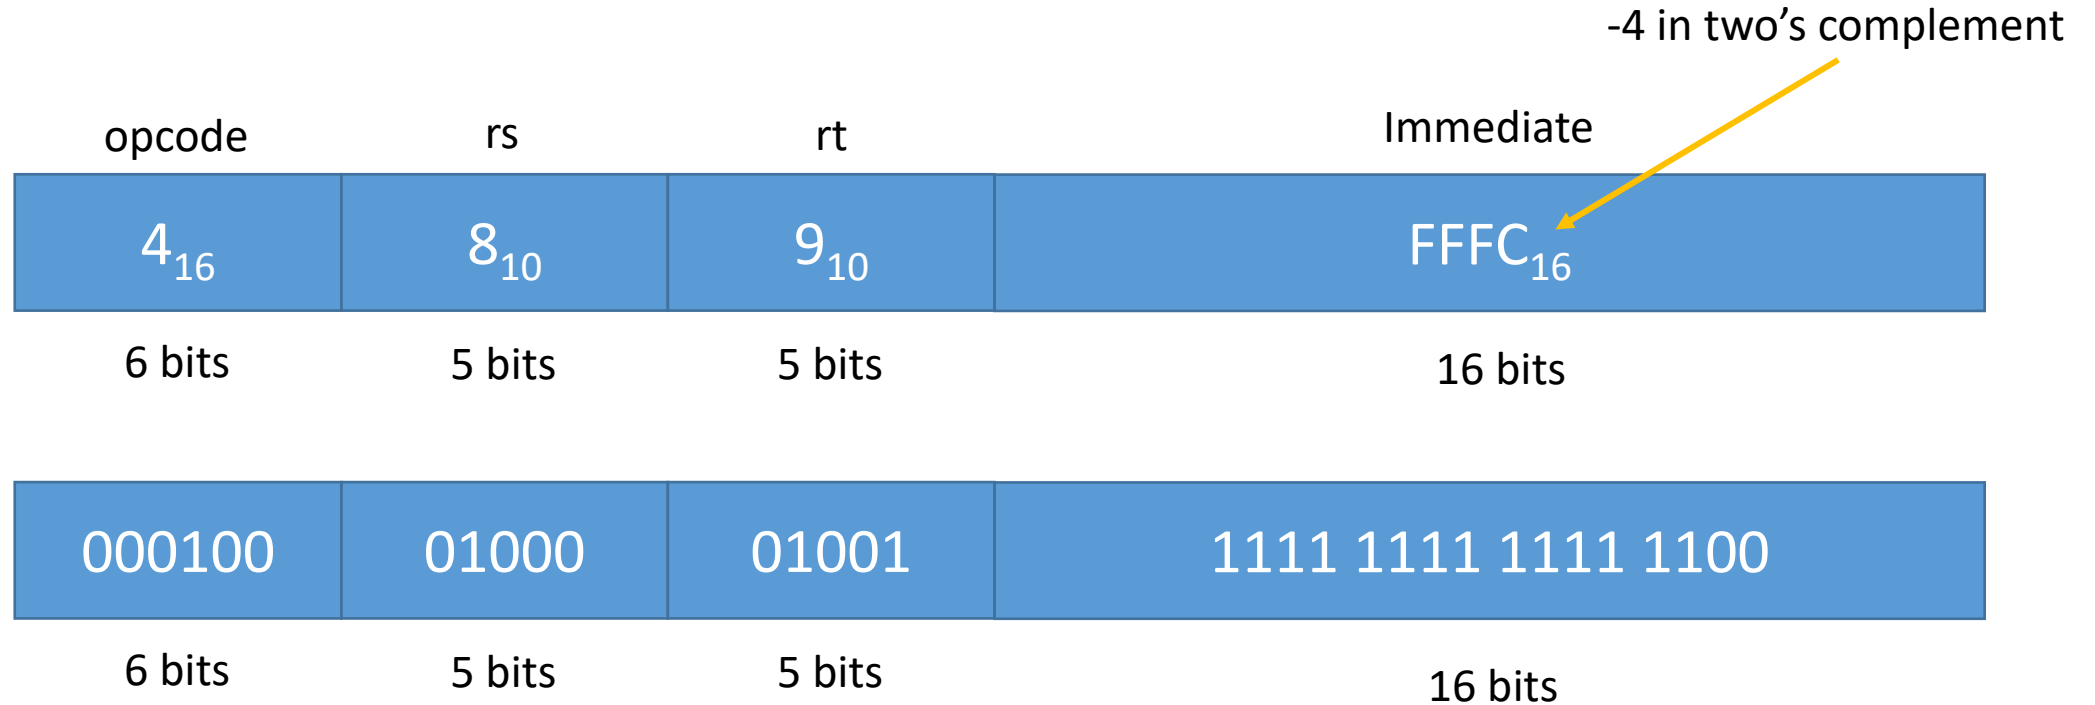 -4 in two’s complement
opcode rs rt Immediate
4₁₆ 8₁₀ 9₁₀ FFFC₁₆
6 bits 5 bits 5 bits 16 bits
000100 01000 01001 1111 1111 1111 1100
6 bits 5 bits 5 bits 16 bits